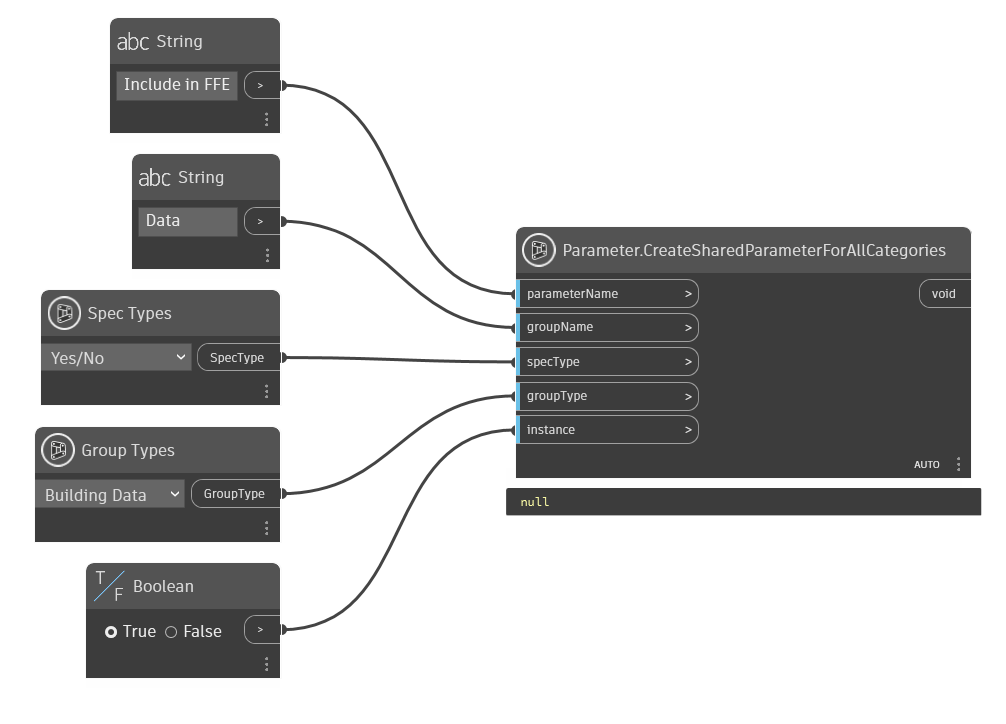 abc String
Include in FFE >
abc String
Data >
Spec Types
Yes/No SpecType
Group Types
Building Data GroupType
T/F Boolean
True False >
Parameter.CreateSharedParameterForAllCategories
parameterName > void
groupName >
specType >
groupType >
instance >
AUTO
null